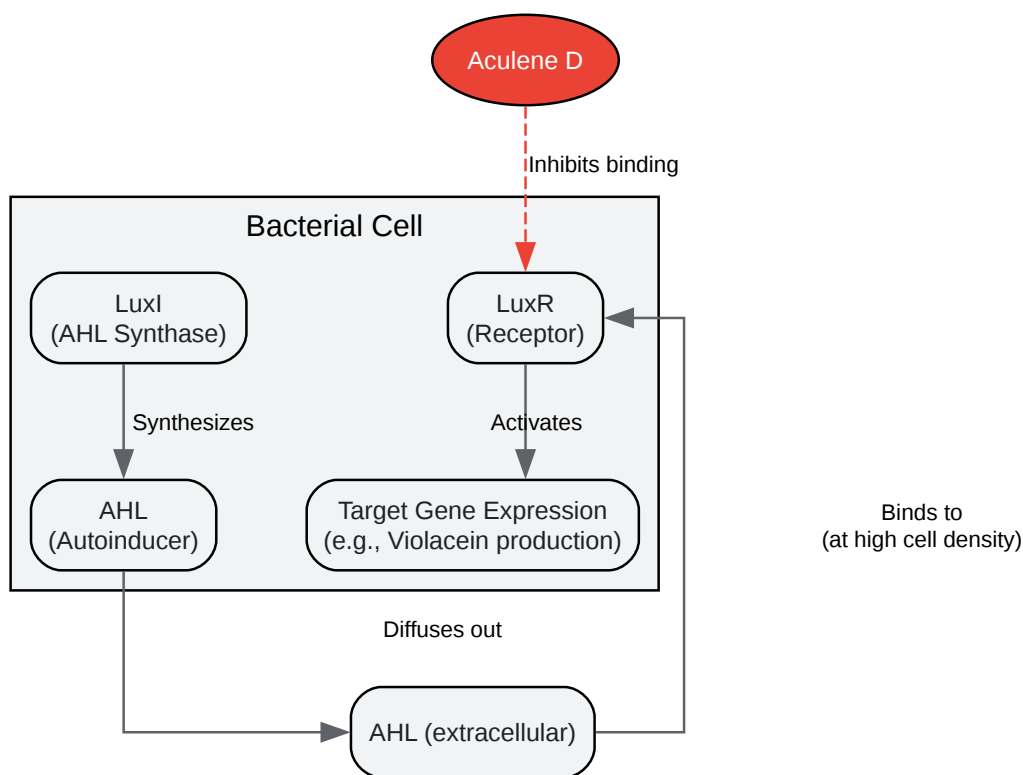 Aculene D
Inhibits binding
Bacterial Cell
LuxI
(AHL Synthase)
LuxR
(Receptor)
Synthesizes
Activates
AHL
(Autoinducer)
Target Gene Expression
(e.g., Violacein production)
Binds to
(at high cell density)
Diffuses out
AHL (extracellular)